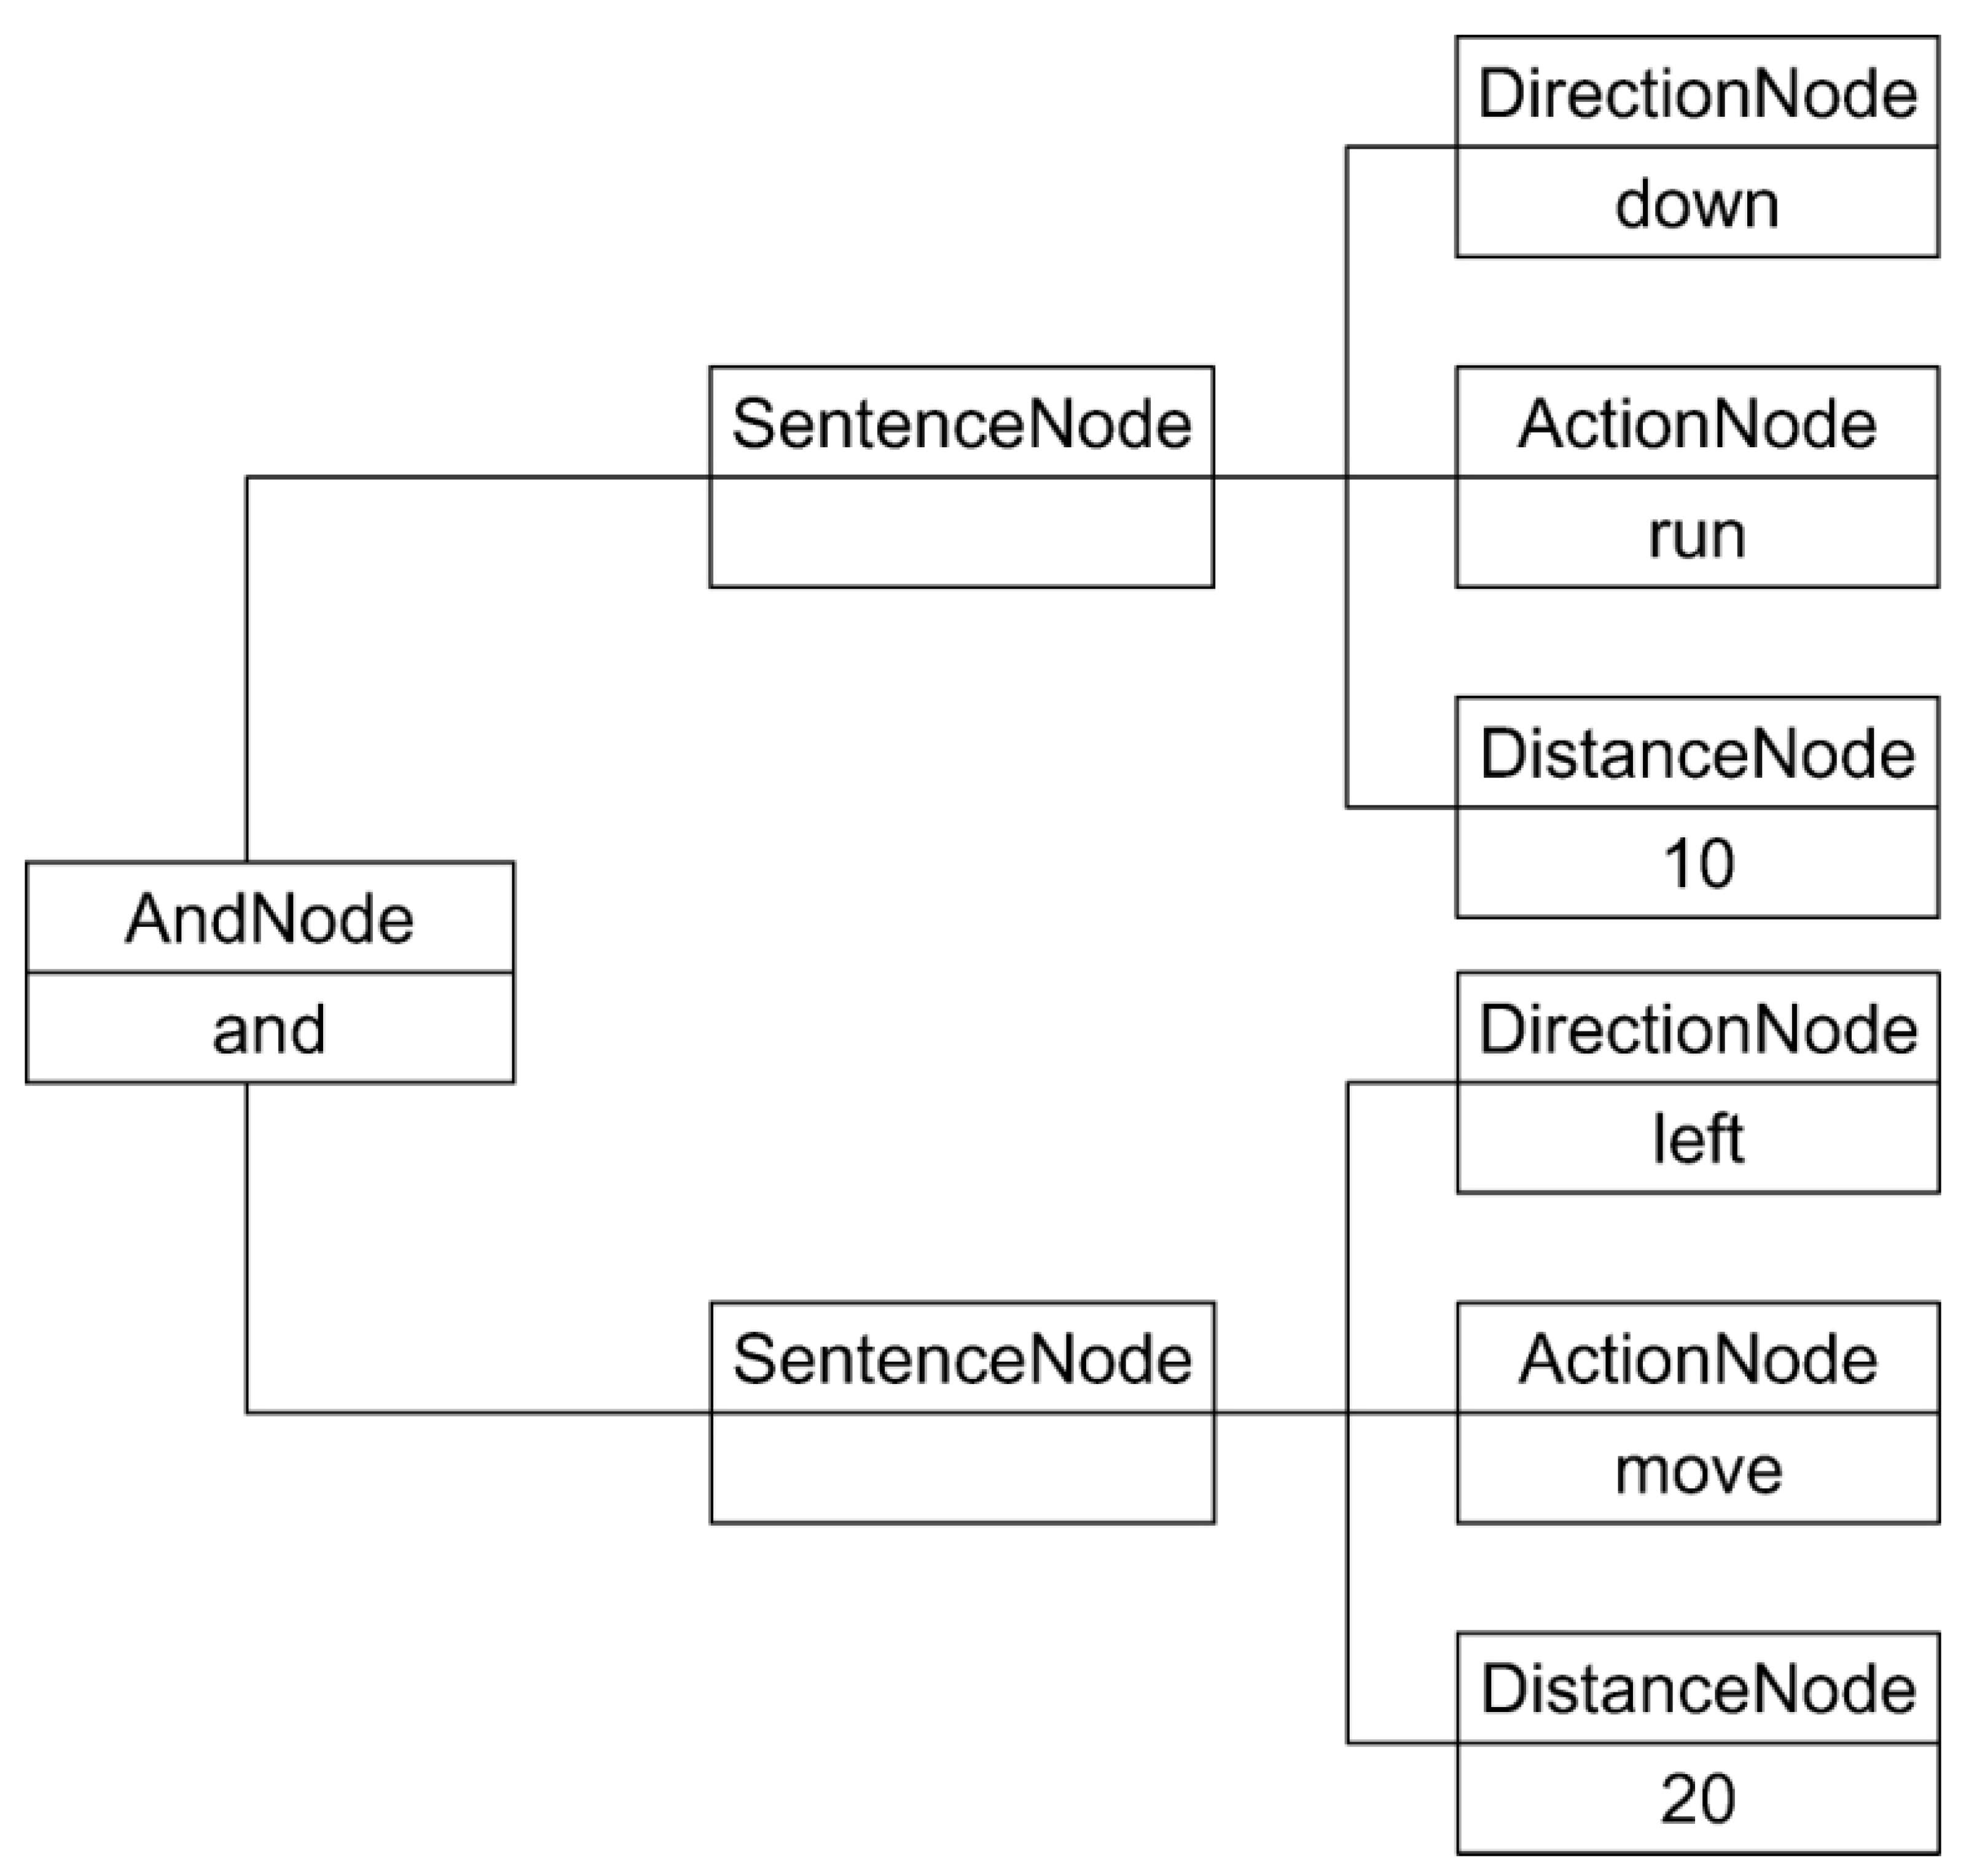 DirectionNode
down
SentenceNode
ActionNode
run
DistanceNode
10
AndNode
and
DirectionNode
left
SentenceNode
ActionNode
move
DistanceNode
20